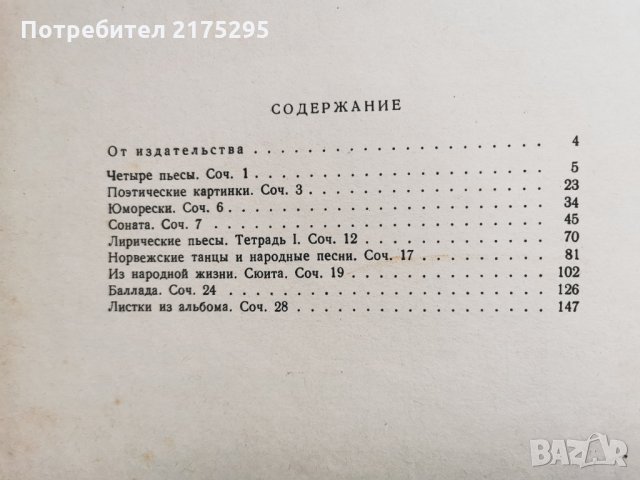 Потребител 2175295
СОДЕРЖАНИЕ
От издательства . . . . . . . . . . . . . . . . . . . . . 4
Четыре пьесы. Соч. 1 . . . . . . . . . . . . . . . . . . . 5
Поэтические картинки. Соч. 3 . . . . . . . . . . . . . . . 23
Юморески. Соч. 6 . . . . . . . . . . . . . . . . . . . . 34
Соната. Соч. 7 . . . . . . . . . . . . . . . . . . . . . 45
Лирические пьесы. Тетрадь I. Соч. 12 . . . . . . . . . . . . 70
Норвежские танцы и народные песни. Соч. 17 . . . . . . . . . 81
Из народной жизни. Сюита. Соч. 19 . . . . . . . . . . . . . 102
Баллада. Соч. 24 . . . . . . . . . . . . . . . . . . . . 126
Листки из альбома. Соч. 28 . . . . . . . . . . . . . . . . 147
BAZAR